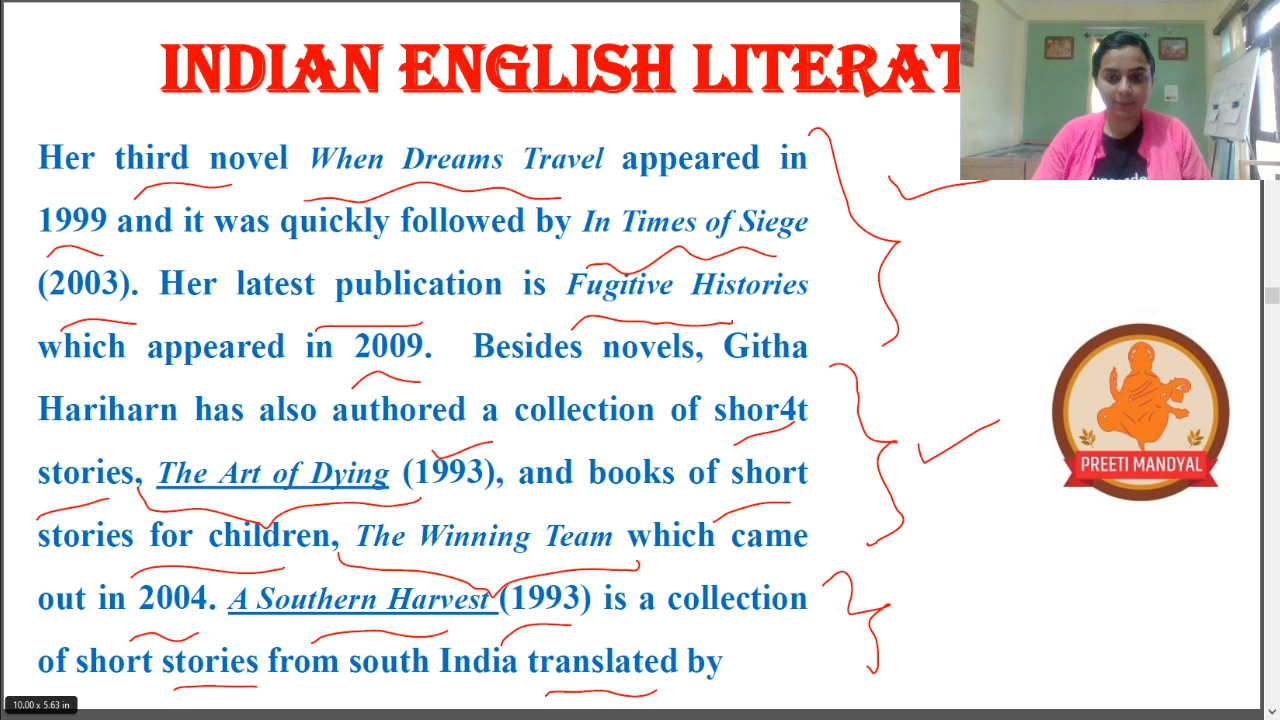 INDIAN ENGLISH LITERAT
Her third novel When Dreams Travel appeared in
1999 and it was quickly followed by In Times of Siege
(2003). Her latest publication is Fugitive Histories
which appeared in 2009. Besides novels, Githa
Hariharn has also authored a collection of shor4t
stories, The Art of Dying (1993), and books of short
stories for children, The Winning Team which came
out in 2004. A Southern Harvest (1993) is a collection
of short stories from south India translated by
PREETI MANDYAL
10.00 x 5.63 in